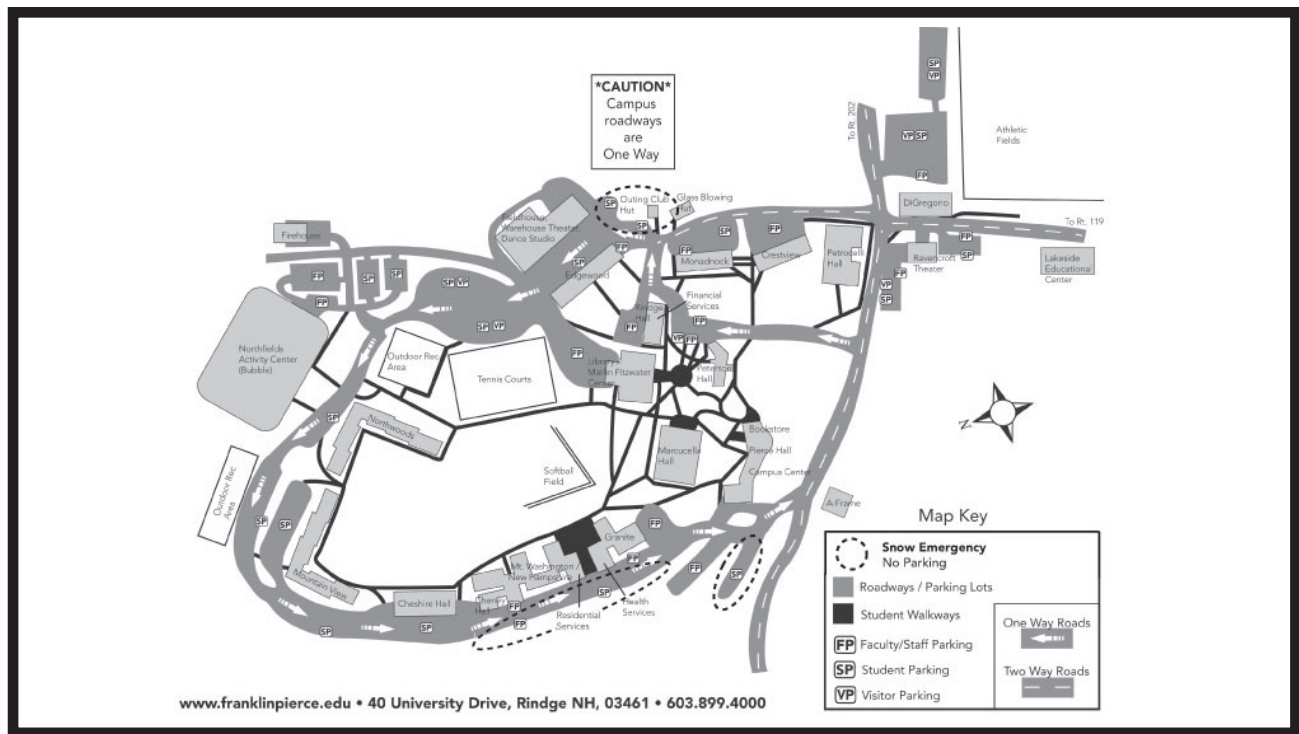 *CAUTION*
Campus
roadways
are
One Way
SP
VP
To Rt. 202
VP SP
FP
Athletic
Fields
DiGregorio
To Rt. 119
Lakeside
Educational
Center
Ravencroft
Theater
FP
SP
FP
VP
SP
Petrocelli
Hall
Crestview
FP
Monadnock
FP
Glass Blowing
Hut
Outing Club
Hut
SP
SP
FP
Fieldhouse,
Warehouse Theater,
Dance Studio
SP
Edgewood
Firehouse
FP
SP
SP
FP
SP VP
SP VP
FP
Financial
Services
Rindge
Hall
FP
FP
VP FP
Library /
Marlin Fitzwater
Center
Peterson
Hall
Northfields
Activity Center
(Bubble)
Outdoor Rec
Area
Tennis Courts
SP
Northwoods
Bookstore
Pierce Hall
Campus Center
Marcucella
Hall
Softball
Field
Outdoor Rec
Area
SP
SP
Mountain View
Cheshire Hall
SP
SP
Mt. Washington /
New Hampshire
Granite
FP
FP
FP
FP
SP
Residential
Services
Health
Services
FP
SP
A-Frame
N
Map Key
Snow Emergency
No Parking
Roadways / Parking Lots
Student Walkways
FP Faculty/Staff Parking
SP Student Parking
VP Visitor Parking
One Way Roads
Two Way Roads
www.franklinpierce.edu • 40 University Drive, Rindge NH, 03461 • 603.899.4000